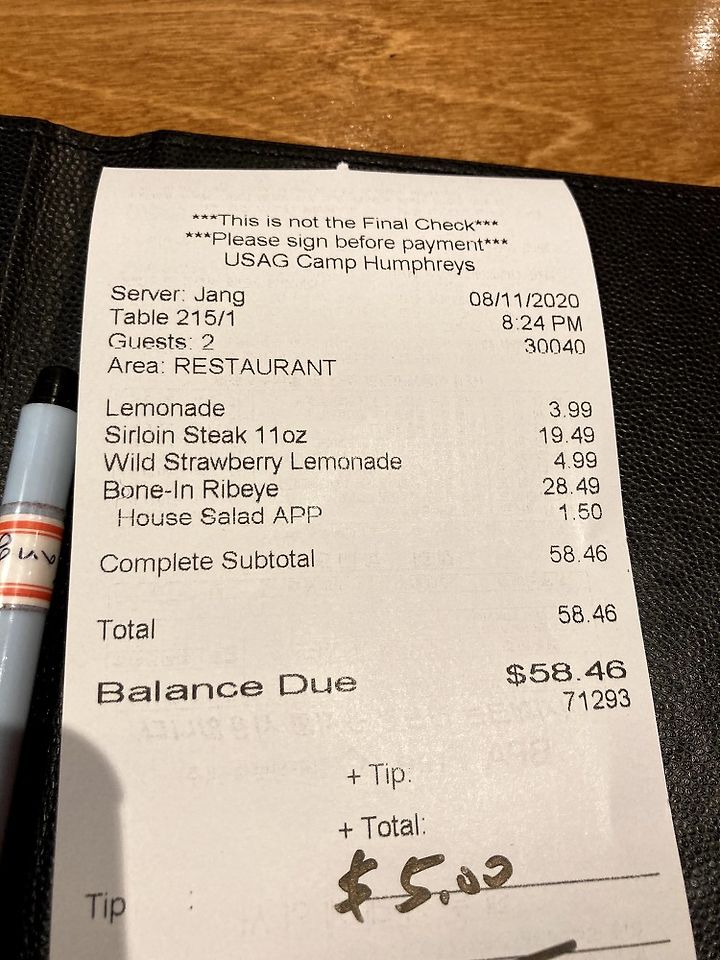 ***This is not the Final Check***
***Please sign before payment***
USAG Camp Humphreys
Server: Jang 08/11/2020
Table 215/1 8:24 PM
Guests: 2 30040
Area: RESTAURANT
Lemonade 3.99
Sirloin Steak 11oz 19.49
Wild Strawberry Lemonade 4.99
Bone-In Ribeye 28.49
House Salad APP 1.50
Complete Subtotal 58.46
Total 58.46
Balance Due $58.46
71293
+ Tip:
+ Total:
Tip : $5.00